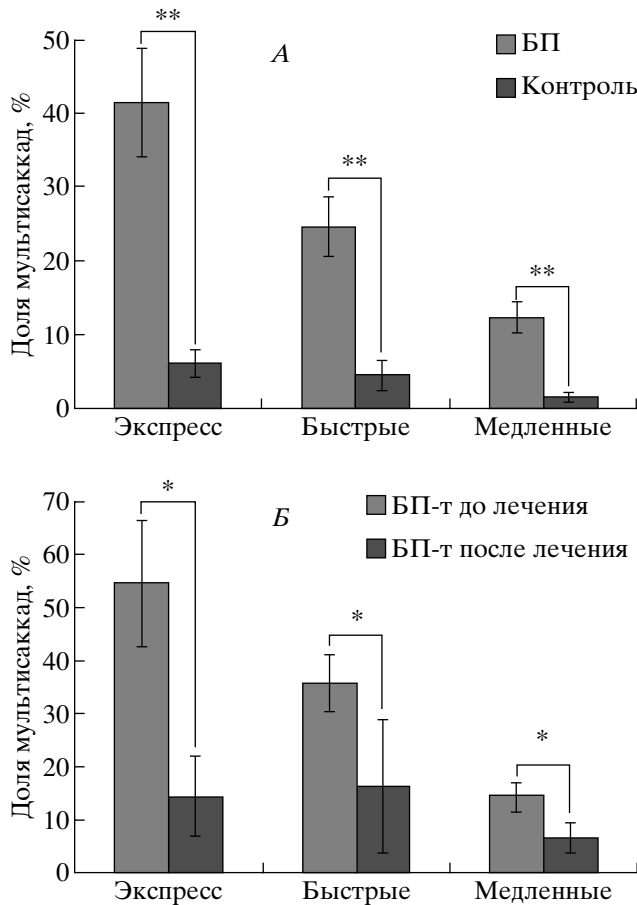 **
А
БП
Контроль
50
40
30
20
10
0
Доля мультисаккад, %
**
**
Экспресс
Быстрые
Медленные
70
60
50
40
30
20
10
0
Доля мультисаккад, %
*
Б
БП-т до лечения
БП-т после лечения
*
*
Экспресс
Быстрые
Медленные